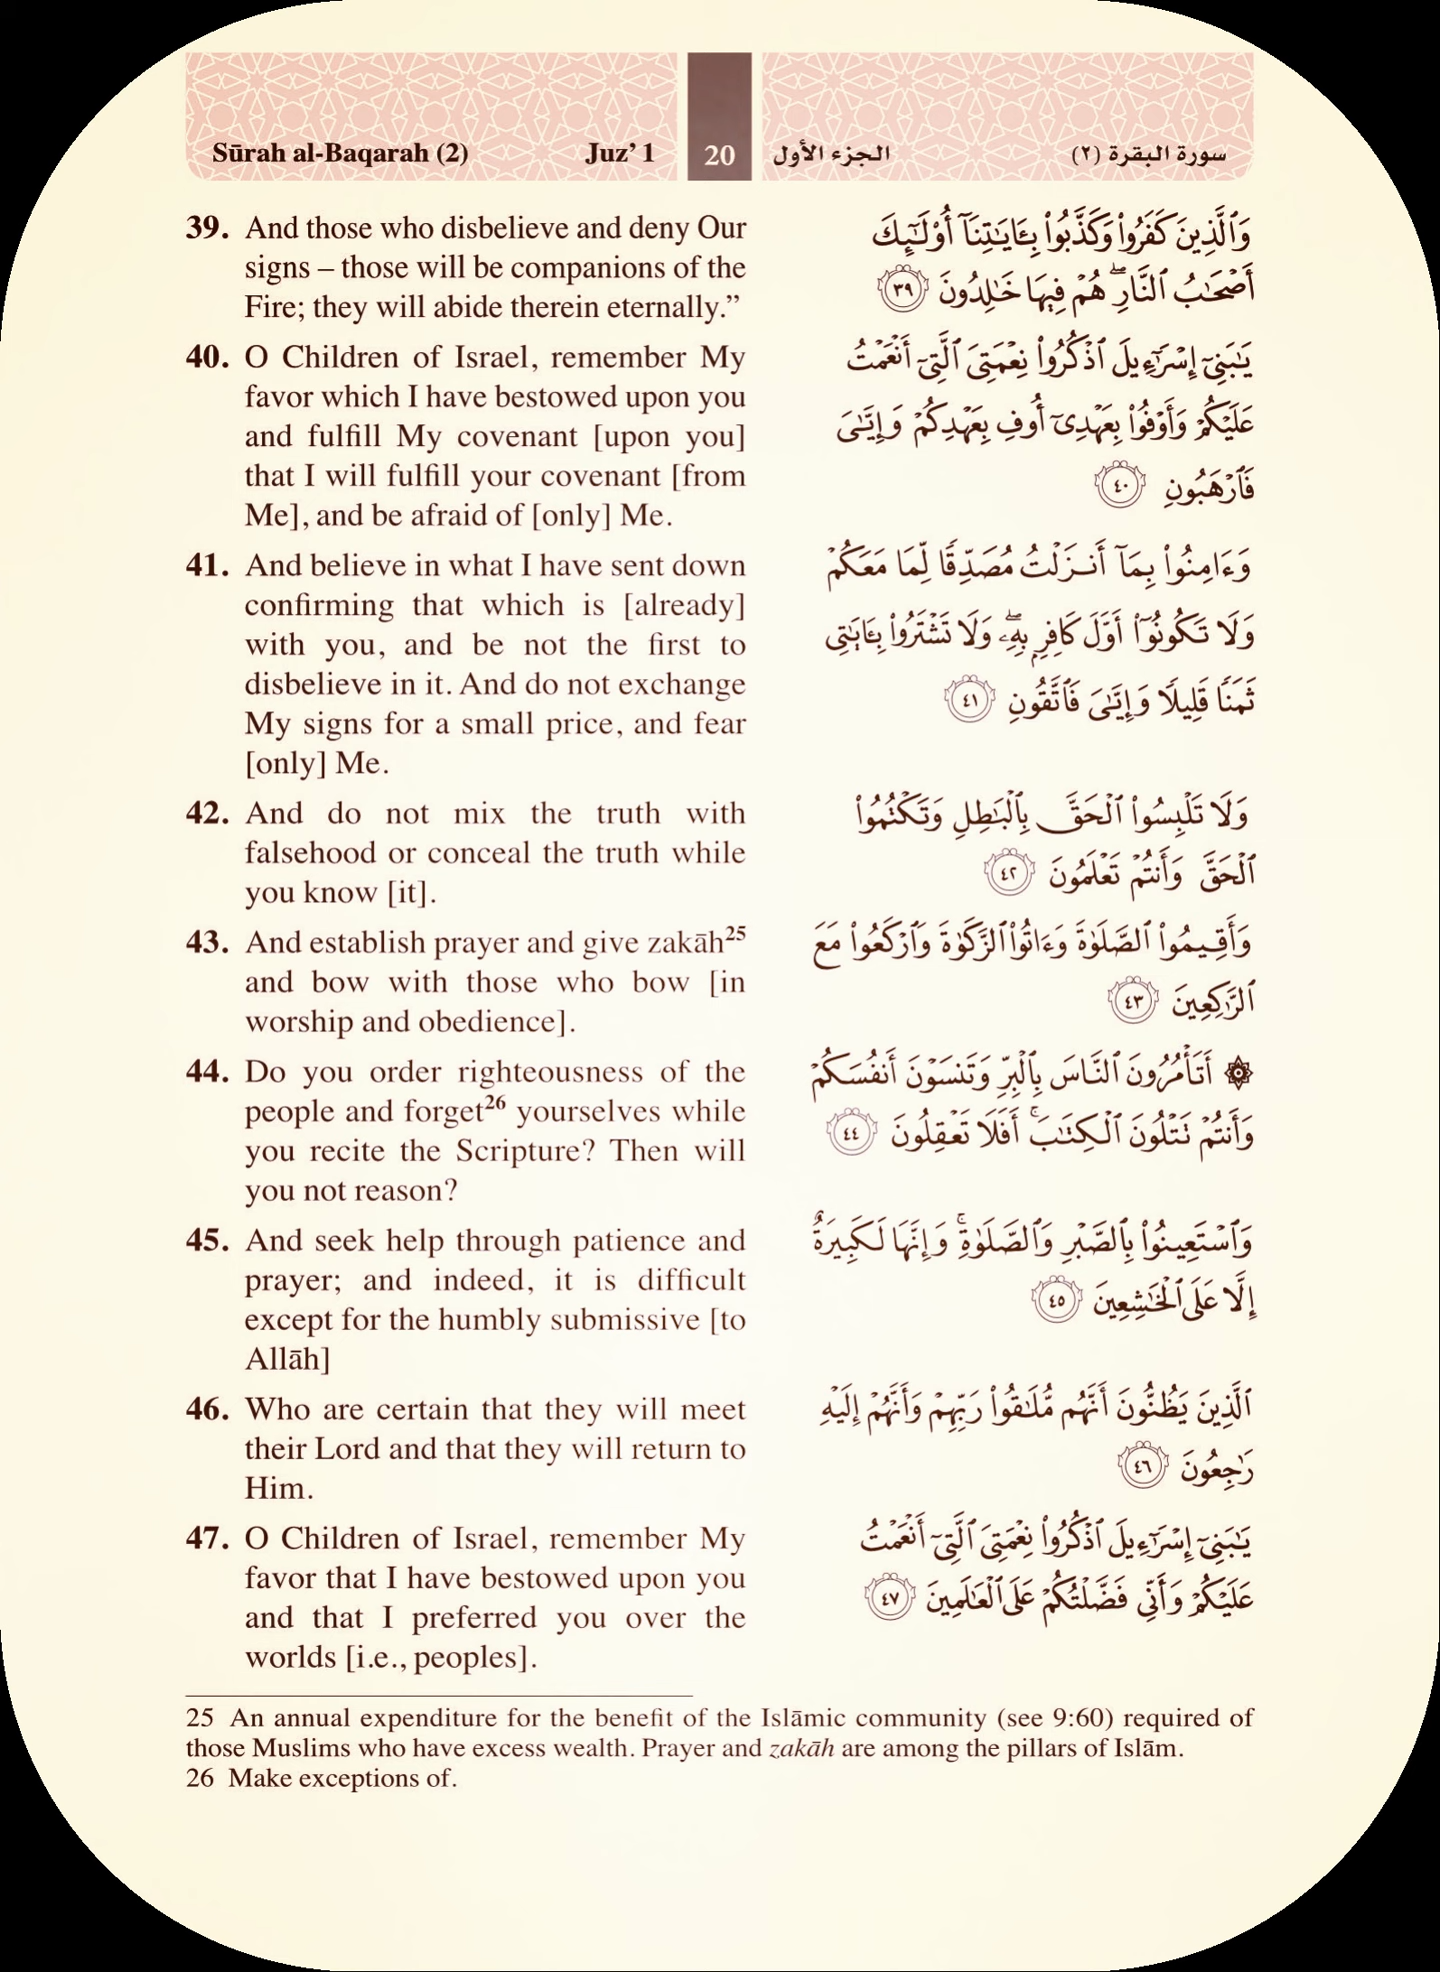 Sūrah al-Baqarah (2) Juz’ 1 20 الجزء الأول سورة البقرة (٢)
39. And those who disbelieve and deny Our
signs – those will be companions of the
Fire; they will abide therein eternally.”
وَٱلَّذِينَ كَفَرُوا۟ وَكَذَّبُوا۟ بِـَٔايَـٰتِنَآ أُو۟لَـٰٓئِكَ
أَصْحَـٰبُ ٱلنَّارِ ۖ هُمْ فِيهَا خَـٰلِدُونَ ٣٩
40. O Children of Israel, remember My
favor which I have bestowed upon you
and fulfill My covenant [upon you]
that I will fulfill your covenant [from
Me], and be afraid of [only] Me.
يَـٰبَنِىٓ إِسْرَٰٓءِيلَ ٱذْكُرُوا۟ نِعْمَتِىَ ٱلَّتِىٓ أَنْعَمْتُ
عَلَيْكُمْ وَأَوْفُوا۟ بِعَهْدِىٓ أُوفِ بِعَهْدِكُمْ وَإِيَّـٰىَ
فَٱرْهَبُونِ ٤٠
41. And believe in what I have sent down
confirming that which is [already]
with you, and be not the first to
disbelieve in it. And do not exchange
My signs for a small price, and fear
[only] Me.
وَءَامِنُوا۟ بِمَآ أَنزَلْتُ مُصَدِّقًا لِّمَا مَعَكُمْ
وَلَا تَكُونُوٓا۟ أَوَّلَ كَافِرٍۭ بِهِۦ ۖ وَلَا تَشْتَرُوا۟ بِـَٔايَـٰتِى
ثَمَنًا قَلِيلًا وَإِيَّـٰىَ فَٱتَّقُونِ ٤١
42. And do not mix the truth with
falsehood or conceal the truth while
you know [it].
وَلَا تَلْبِسُوا۟ ٱلْحَقَّ بِٱلْبَـٰطِلِ وَتَكْتُمُوا۟
ٱلْحَقَّ وَأَنتُمْ تَعْلَمُونَ ٤٢
43. And establish prayer and give zakāh25
and bow with those who bow [in
worship and obedience].
وَأَقِيمُوا۟ ٱلصَّلَوٰةَ وَءَاتُوا۟ ٱلزَّكَوٰةَ وَٱرْكَعُوا۟ مَعَ
ٱلرَّٰكِعِينَ ٤٣
44. Do you order righteousness of the
people and forget26 yourselves while
you recite the Scripture? Then will
you not reason?
۞ أَتَأْمُرُونَ ٱلنَّاسَ بِٱلْبِرِّ وَتَنسَوْنَ أَنفُسَكُمْ
وَأَنتُمْ تَتْلُونَ ٱلْكِتَـٰبَ ۚ أَفَلَا تَعْقِلُونَ ٤٤
45. And seek help through patience and
prayer; and indeed, it is difficult
except for the humbly submissive [to
Allāh]
وَٱسْتَعِينُوا۟ بِٱلصَّبْرِ وَٱلصَّلَوٰةِ ۚ وَإِنَّهَا لَكَبِيرَةٌ
إِلَّا عَلَى ٱلْخَـٰشِعِينَ ٤٥
46. Who are certain that they will meet
their Lord and that they will return to
Him.
ٱلَّذِينَ يَظُنُّونَ أَنَّهُم مُّلَـٰقُوا۟ رَبِّهِمْ وَأَنَّهُمْ إِلَيْهِ
رَٰجِعُونَ ٤٦
47. O Children of Israel, remember My
favor that I have bestowed upon you
and that I preferred you over the
worlds [i.e., peoples].
يَـٰبَنِىٓ إِسْرَٰٓءِيلَ ٱذْكُرُوا۟ نِعْمَتِىَ ٱلَّتِىٓ أَنْعَمْتُ
عَلَيْكُمْ وَأَنِّى فَضَّلْتُكُمْ عَلَى ٱلْعَـٰلَمِينَ ٤٧
25 An annual expenditure for the benefit of the Islāmic community (see 9:60) required of
those Muslims who have excess wealth. Prayer and zakāh are among the pillars of Islām.
26 Make exceptions of.